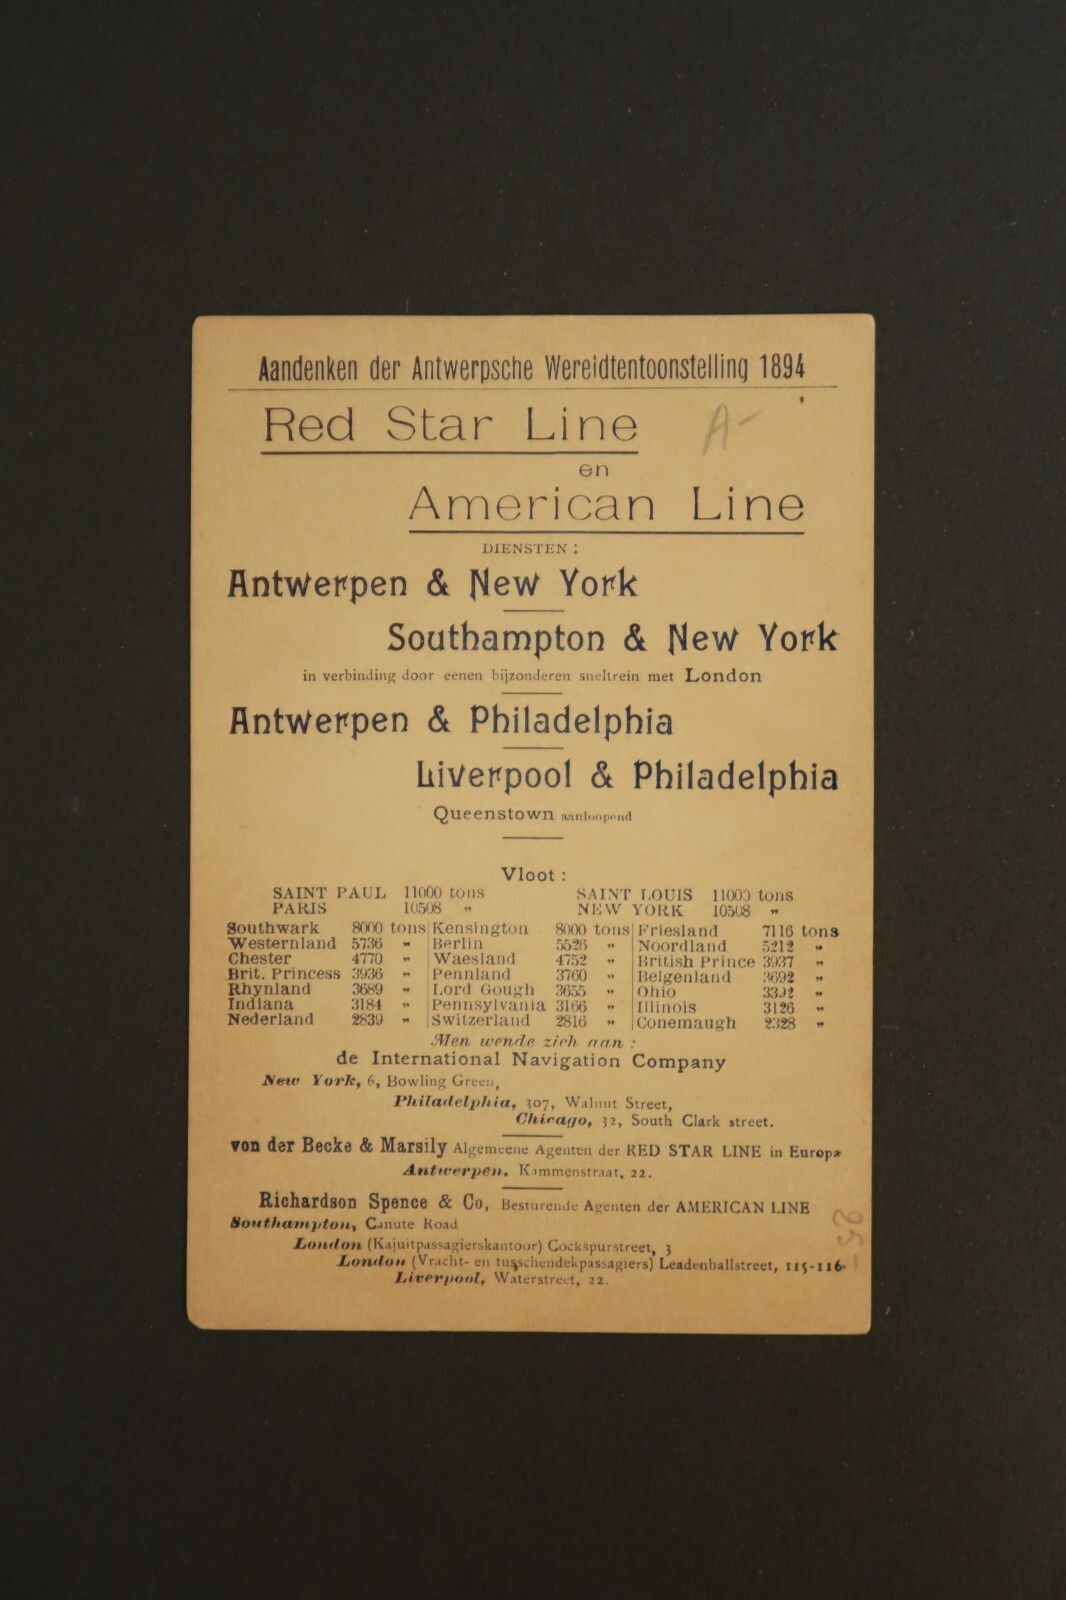 Aandenken der Antwerpsche Wereidtentoonstelling 1894
Red Star Line
A-
en
American Line
DIENSTEN :
Antwerpen & New York
Southampton & New York
in verbinding door eenen bijzonderen sneltrein met London
Antwerpen & Philadelphia
Liverpool & Philadelphia
Queenstown aanloopend
Vloot :
SAINT PAUL 11000 tons SAINT LOUIS 11000 tons
PARIS 10508 " NEW YORK 10508 "
Southwark 8000 tons Kensington 8000 tons Friesland 7116 tons
Westernland 5736 " Berlin 5526 " Noordland 5212 "
Chester 4770 " Waesland 4752 " British Prince 3937 "
Brit. Princess 3936 " Pennland 3760 " Belgenland 3692 "
Rhynland 3689 " Lord Gough 3655 " Ohio "
Indiana 3184 " Pennsylvania 3166 " Illinois 3126 "
Nederland 2839 " Switzerland 2816 " Conemaugh 2328 "
Men wende zich aan :
de International Navigation Company
New York, 6, Bowling Green,
Philadelphia, 307, Walnut Street,
Chicago, 32, South Clark street.
von der Becke & Marsily Algemeene Agenten der RED STAR LINE in Europa
Antwerpen, Kammenstraat, 22.
Richardson Spence & Co, Besturende Agenten der AMERICAN LINE
Southampton, Canute Road
London (Kajuitpassagierskantoor) Cockspurstreet, 3
London (Vracht- en tusschendekpassagiers) Leadenhallstreet, 115-116
Liverpool, Waterstreet, 22.